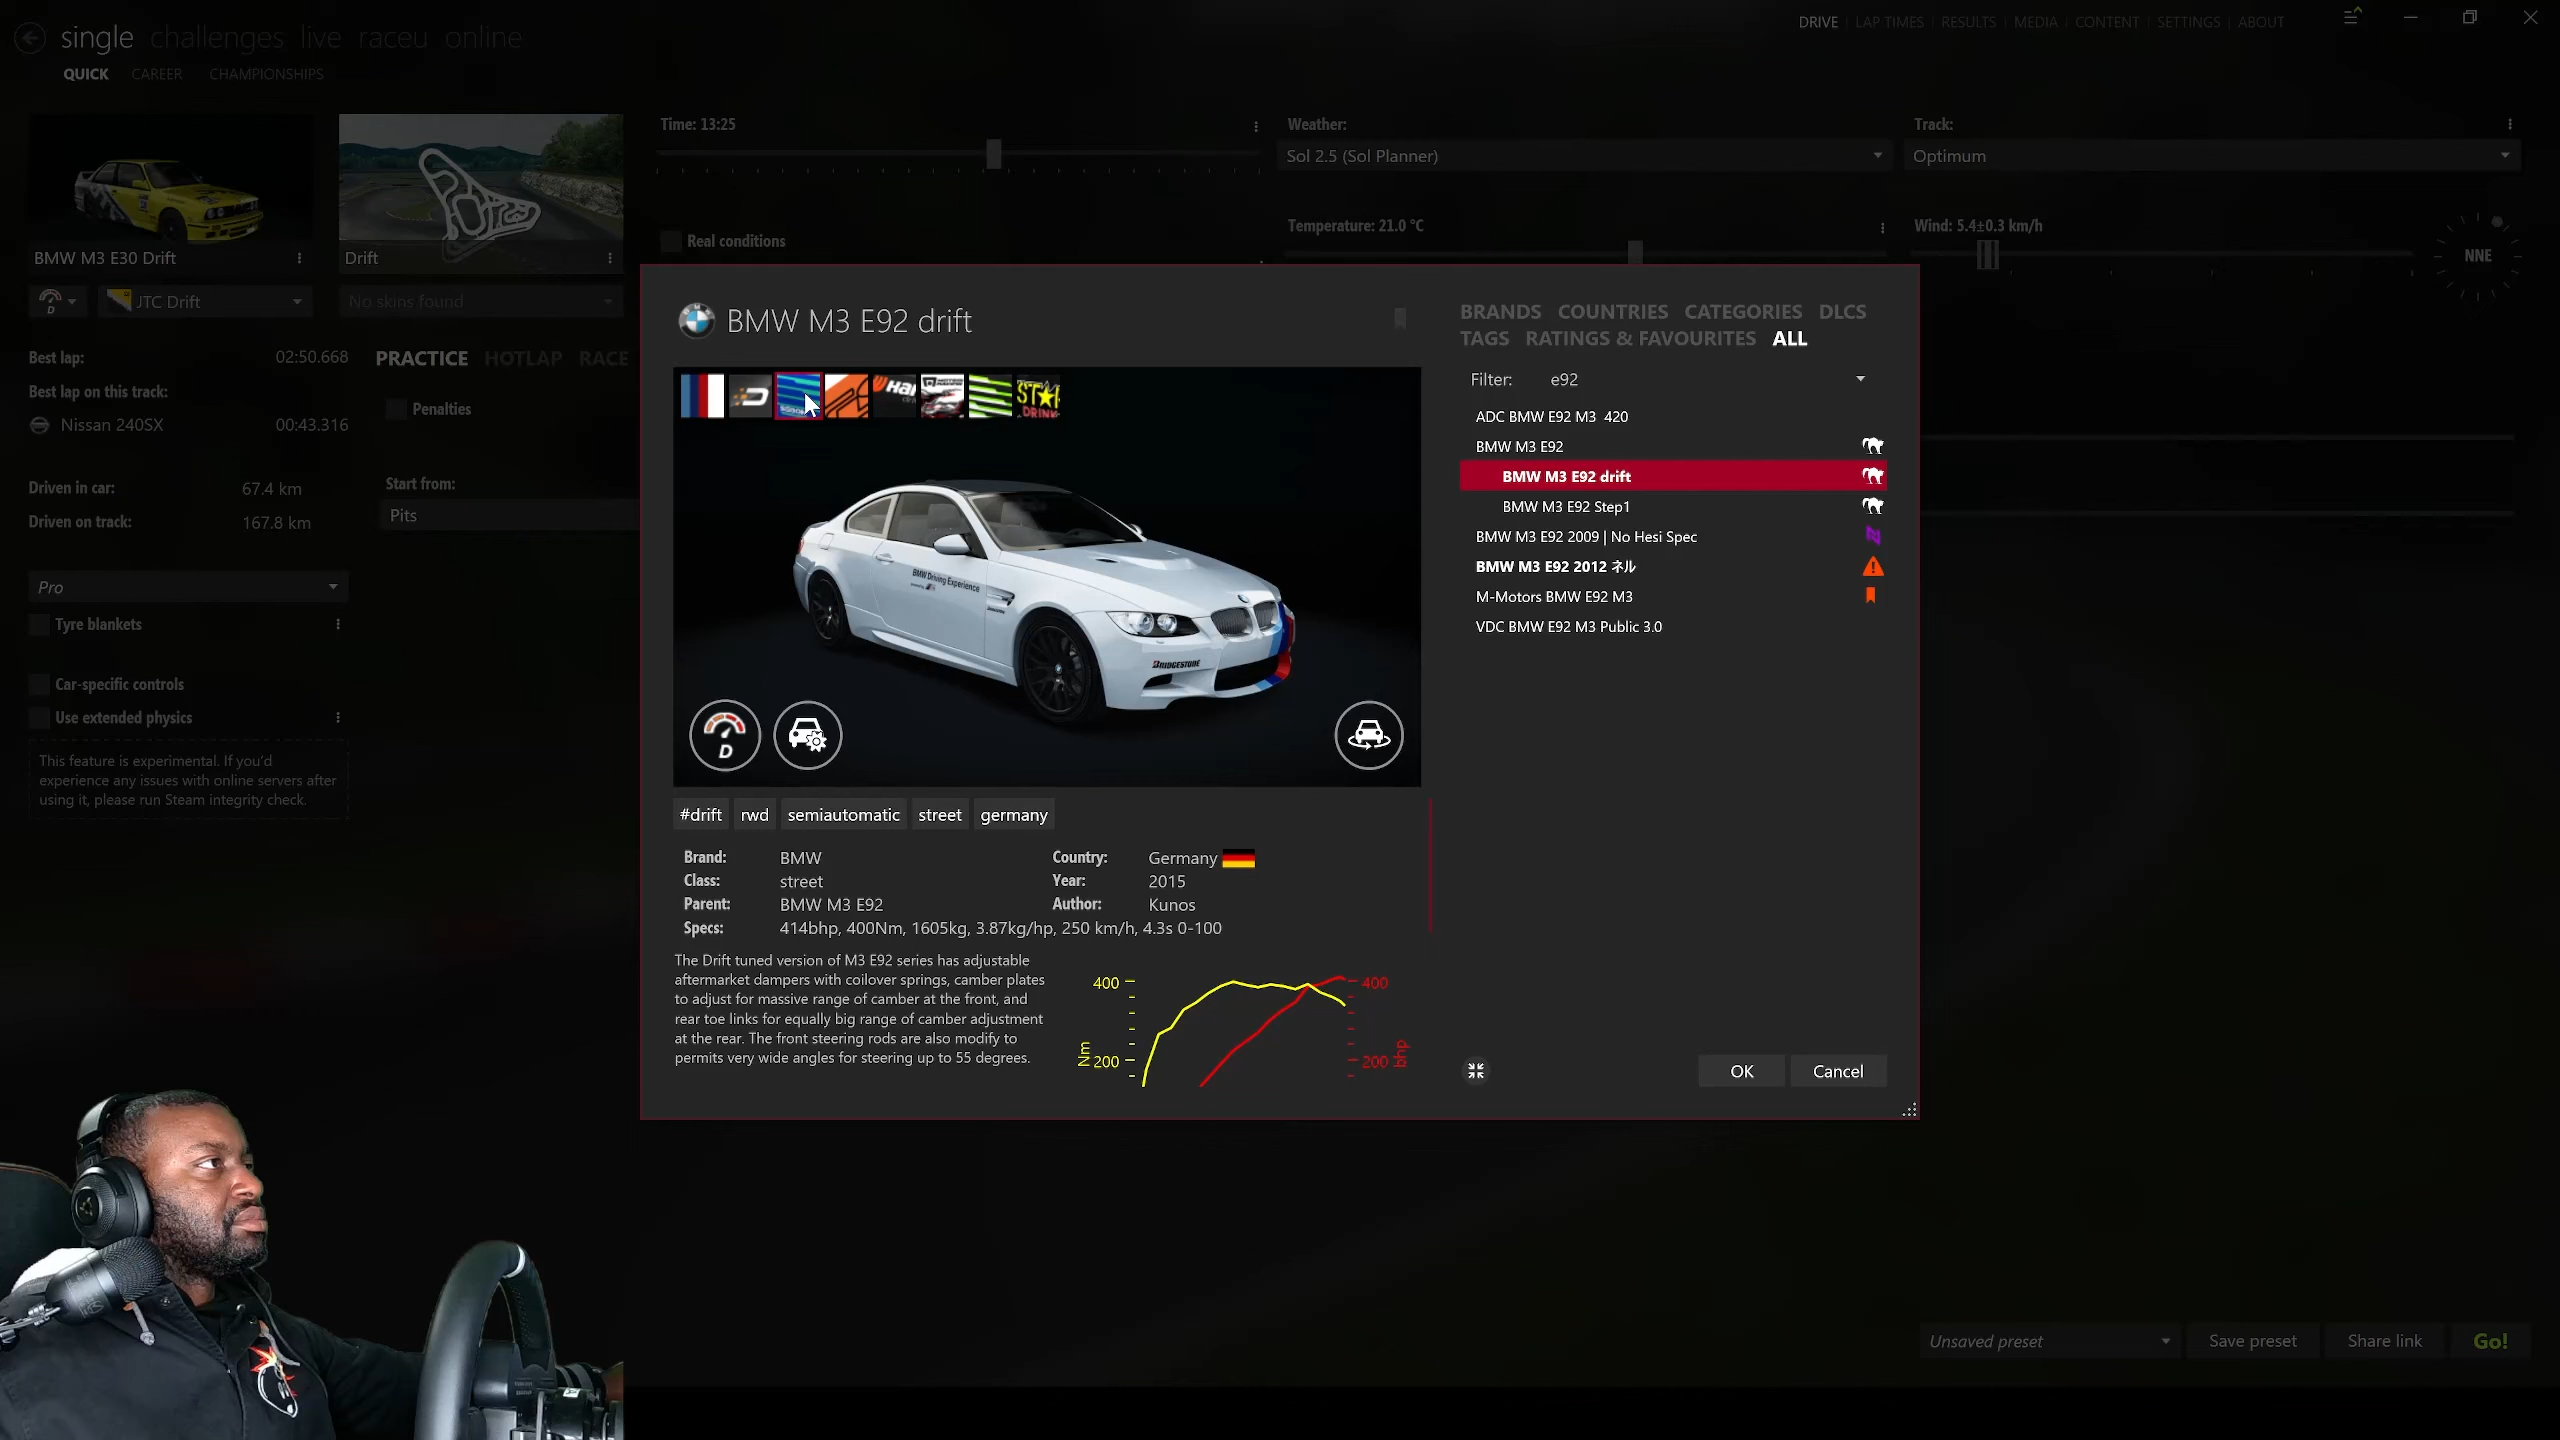 single challenges live raceu online
DRIVE LAP TIMES RESULTS MEDIA CONTENT SETTINGS ABOUT
QUICK CAREER CHAMPIONSHIPS
BMW M3 E30 Drift
Drift
D
JTC Drift
No skins found
Time: 13:25
Weather:
Sol 2.5 (Sol Planner)
Track:
Optimum
Real conditions
Temperature: 21.0 °C
Wind: 5.4±0.3 km/h
NNE
Best lap: 02:50.668
Best lap on this track:
Nissan 240SX 00:43.316
Driven in car: 67.4 km
Driven on track: 167.8 km
PRACTICE HOTLAP RACE
Penalties
Start from:
Pits
Pro
Tyre blankets
Car-specific controls
Use extended physics
This feature is experimental. If you'd
experience any issues with online servers after
using it, please run Steam integrity check.
BMW M3 E92 drift
D
STAR
DRINK
BMW Driving Experience
BRIDGESTONE
D
#drift rwd semiautomatic street germany
Brand: BMW
Class: street
Parent: BMW M3 E92
Specs: 414bhp, 400Nm, 1605kg, 3.87kg/hp, 250 km/h, 4.3s 0-100
Country: Germany
Year: 2015
Author: Kunos
The Drift tuned version of M3 E92 series has adjustable
aftermarket dampers with coilover springs, camber plates
to adjust for massive range of camber at the front, and
rear toe links for equally big range of camber adjustment
at the rear. The front steering rods are also modify to
permits very wide angles for steering up to 55 degrees.
400
200
Nm
400
200
bhp
BRANDS COUNTRIES CATEGORIES DLCS
TAGS RATINGS & FAVOURITES ALL
Filter: e92
ADC BMW E92 M3 420
BMW M3 E92
BMW M3 E92 drift
BMW M3 E92 Step1
BMW M3 E92 2009 | No Hesi Spec
BMW M3 E92 2012 ネル
M-Motors BMW E92 M3
VDC BMW E92 M3 Public 3.0
OK Cancel
Unsaved preset Save preset Share link Go!